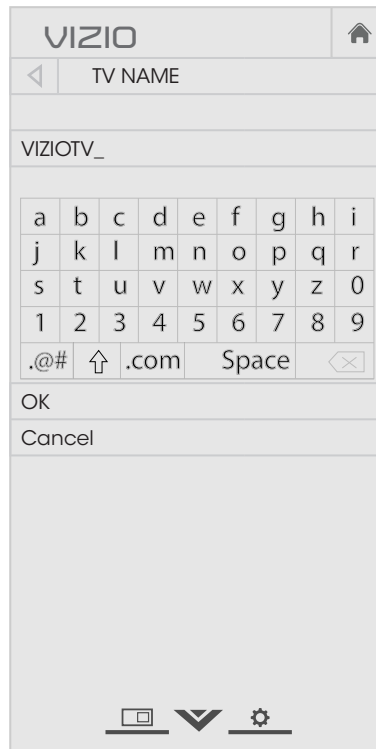 VIZIO
TV NAME
VIZIOTV_
a b c d e f g h i
j k l m n o p q r
s t u v w x y z 0
1 2 3 4 5 6 7 8 9
.@# .com Space
OK
Cancel